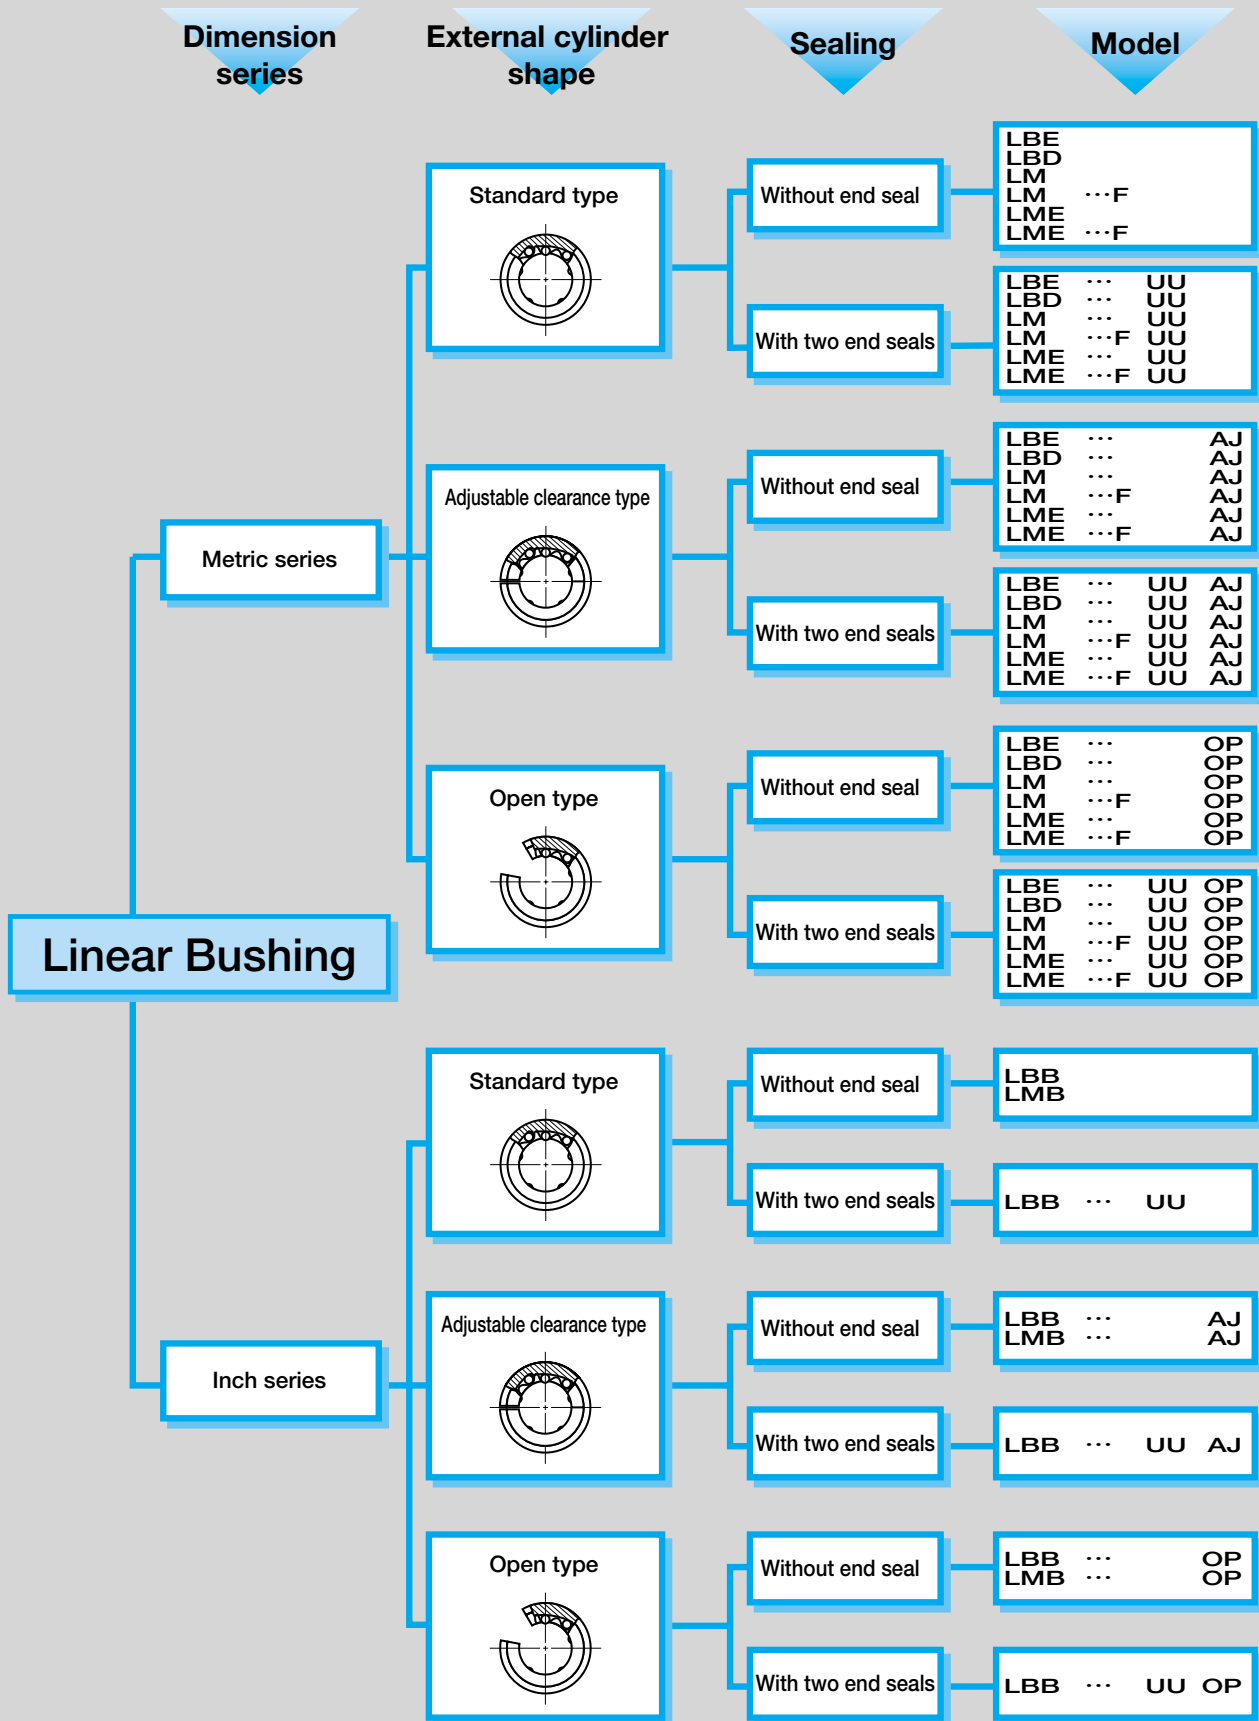 Dimension
series
External cylinder
shape
Sealing
Model
Linear Bushing
Metric series
Standard type
Without end seal
LBE
LBD
LM
LM ···F
LME
LME ···F
With two end seals
LBE ··· UU
LBD ··· UU
LM ··· UU
LM ···F UU
LME ··· UU
LME ···F UU
Adjustable clearance type
Without end seal
LBE ··· AJ
LBD ··· AJ
LM ··· AJ
LM ···F AJ
LME ··· AJ
LME ···F AJ
With two end seals
LBE ··· UU AJ
LBD ··· UU AJ
LM ··· UU AJ
LM ···F UU AJ
LME ··· UU AJ
LME ···F UU AJ
Open type
Without end seal
LBE ··· OP
LBD ··· OP
LM ··· OP
LM ···F OP
LME ··· OP
LME ···F OP
With two end seals
LBE ··· UU OP
LBD ··· UU OP
LM ··· UU OP
LM ···F UU OP
LME ··· UU OP
LME ···F UU OP
Inch series
Standard type
Without end seal
LBB
LMB
With two end seals
LBB ··· UU
Adjustable clearance type
Without end seal
LBB ··· AJ
LMB ··· AJ
With two end seals
LBB ··· UU AJ
Open type
Without end seal
LBB ··· OP
LMB ··· OP
With two end seals
LBB ··· UU OP